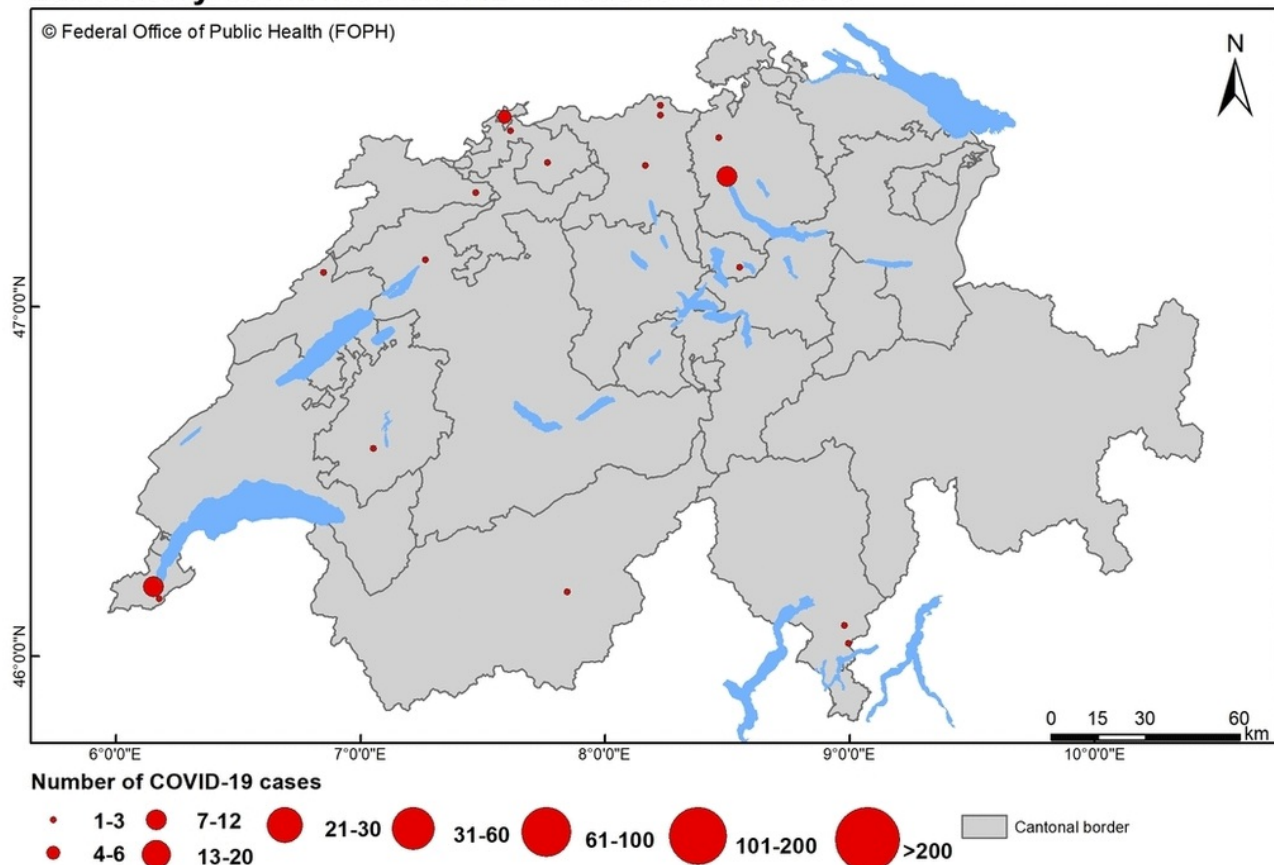 © Federal Office of Public Health (FOPH)
N
47°0'0"N
46°0'0"N
0 15 30 60
km
6°0'0"E 7°0'0"E 8°0'0"E 9°0'0"E 10°0'0"E
Number of COVID-19 cases
1-3 7-12 21-30 31-60 61-100 101-200 >200 Cantonal border
4-6 13-20